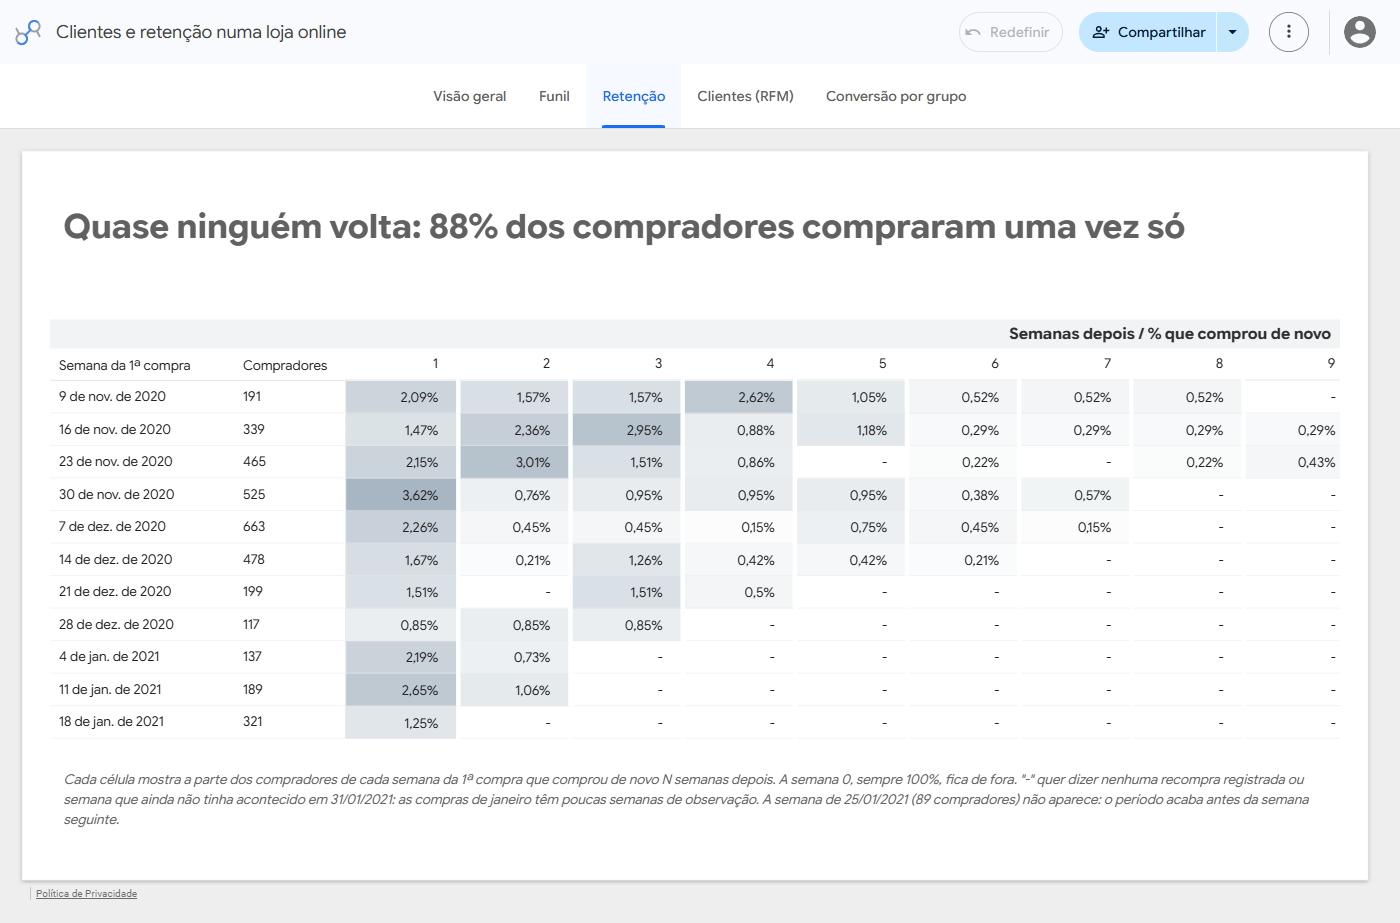 Clientes e retenção numa loja online
Redefinir
Compartilhar
Visão geral
Funil
Retenção
Clientes (RFM)
Conversão por grupo
Quase ninguém volta: 88% dos compradores compraram uma vez só
Semanas depois / % que comprou de novo
Semana da 1ª compra Compradores 1 2 3 4 5 6 7 8 9
9 de nov. de 2020 191 2,09% 1,57% 1,57% 2,62% 1,05% 0,52% 0,52% 0,52% -
16 de nov. de 2020 339 1,47% 2,36% 2,95% 0,88% 1,18% 0,29% 0,29% 0,29% 0,29%
23 de nov. de 2020 465 2,15% 3,01% 1,51% 0,86% - 0,22% - 0,22% 0,43%
30 de nov. de 2020 525 3,62% 0,76% 0,95% 0,95% 0,95% 0,38% 0,57% - -
7 de dez. de 2020 663 2,26% 0,45% 0,45% 0,15% 0,75% 0,45% 0,15% - -
14 de dez. de 2020 478 1,67% 0,21% 1,26% 0,42% 0,42% 0,21% - - -
21 de dez. de 2020 199 1,51% - 1,51% 0,5% - - - - -
28 de dez. de 2020 117 0,85% 0,85% 0,85% - - - - - -
4 de jan. de 2021 137 2,19% 0,73% - - - - - - -
11 de jan. de 2021 189 2,65% 1,06% - - - - - - -
18 de jan. de 2021 321 1,25% - - - - - - - -
Cada célula mostra a parte dos compradores de cada semana da 1ª compra que comprou de novo N semanas depois. A semana 0, sempre 100%, fica de fora. "-" quer dizer nenhuma recompra registrada ou
semana que ainda não tinha acontecido em 31/01/2021: as compras de janeiro têm poucas semanas de observação. A semana de 25/01/2021 (89 compradores) não aparece: o período acaba antes da semana
seguinte.
Política de Privacidade